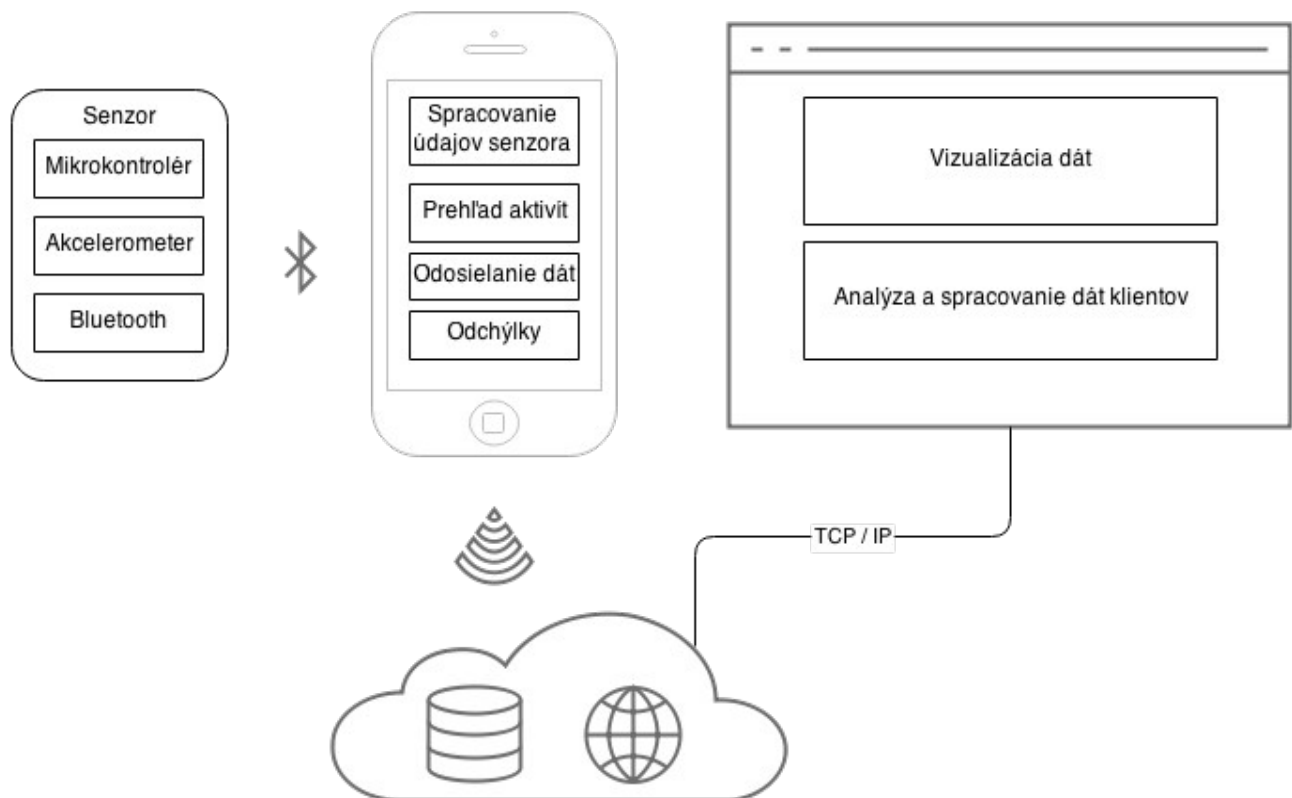 Senzor
Mikrokontrolér
Akcelerometer
Bluetooth
Spracovanie
údajov senzora
Prehľad aktivít
Odosielanie dát
Odchýlky
Vizualizácia dát
Analýza a spracovanie dát klientov
TCP / IP